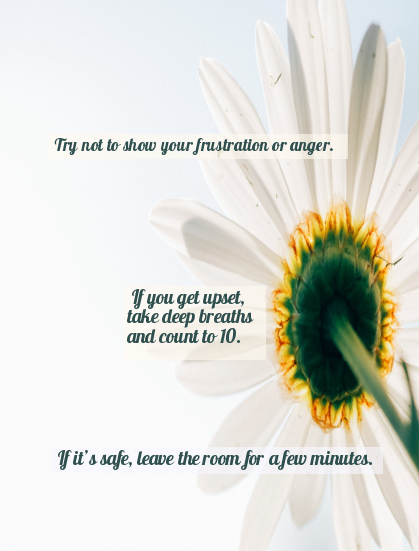 Try not to show your frustration or anger.
If you get upset,
take deep breaths
and count to 10.
If it's safe, leave the room for a few minutes.